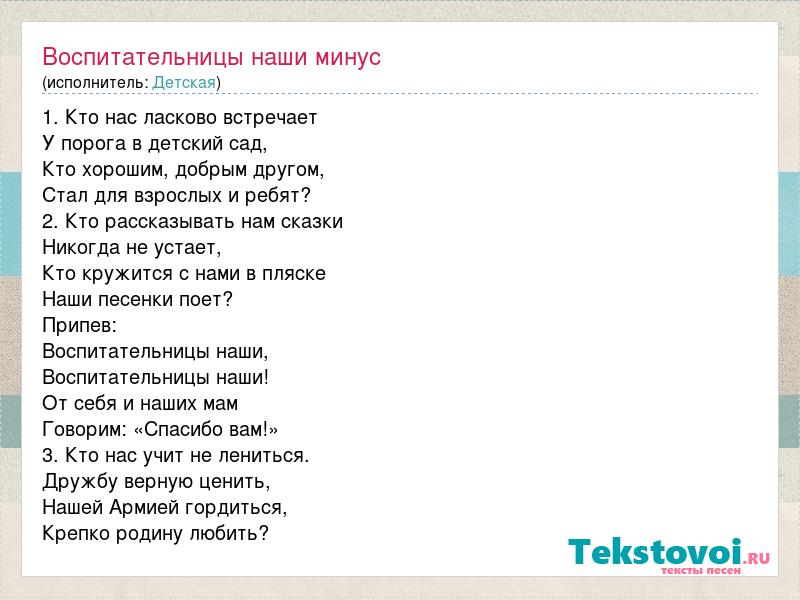 Воспитательницы наши минус
(исполнитель: Детская)
1. Кто нас ласково встречает
У порога в детский сад,
Кто хорошим, добрым другом,
Стал для взрослых и ребят?
2. Кто рассказывать нам сказки
Никогда не устает,
Кто кружится с нами в пляске
Наши песенки поет?
Припев:
Воспитательницы наши,
Воспитательницы наши!
От себя и наших мам
Говорим: «Спасибо вам!»
3. Кто нас учит не лениться.
Дружбу верную ценить,
Нашей Армией гордиться,
Крепко родину любить?
Tekstovoi.RU
тексты песен